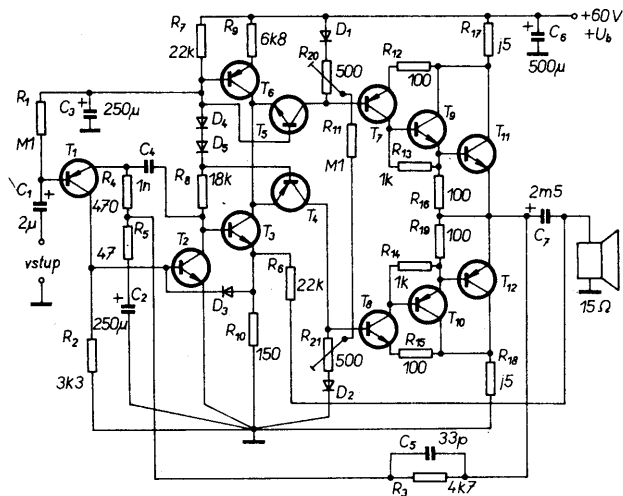 R7
22k
R9
6k8
D1
R20
500
R12
100
R17
j5
+60V
+Ub
C6
500µ
T6
R1
M1
C3
250µ
D4
D5
T5
R11
M1
T7
T9
T11
R13
1k
T1
C4
1n
R4
470
R8
18k
T4
R16
100
C1
2µ
R5
47
T2
T3
R6
22k
R19
100
2m5
C7
vstup
C2
250µ
D3
R14
1k
T12
15Ω
R2
3k3
R10
150
R21
500
T8
T10
R15
100
R18
j5
D2
C5
33p
R3
4k7